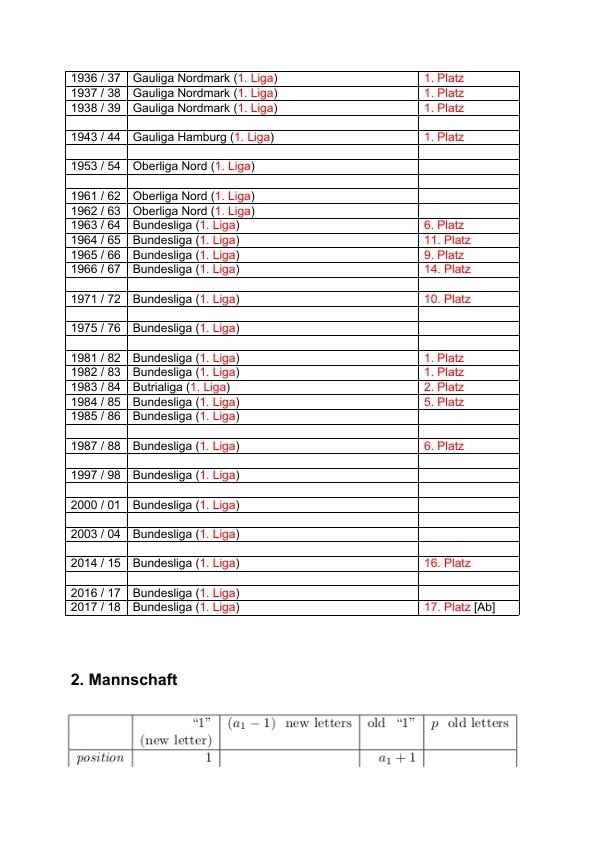 1936 / 37 Gauliga Nordmark (1. Liga) 1. Platz
1937 / 38 Gauliga Nordmark (1. Liga) 1. Platz
1938 / 39 Gauliga Nordmark (1. Liga) 1. Platz
1943 / 44 Gauliga Hamburg (1. Liga) 1. Platz
1953 / 54 Oberliga Nord (1. Liga)
1961 / 62 Oberliga Nord (1. Liga)
1962 / 63 Oberliga Nord (1. Liga)
1963 / 64 Bundesliga (1. Liga) 6. Platz
1964 / 65 Bundesliga (1. Liga) 11. Platz
1965 / 66 Bundesliga (1. Liga) 9. Platz
1966 / 67 Bundesliga (1. Liga) 14. Platz
1971 / 72 Bundesliga (1. Liga) 10. Platz
1975 / 76 Bundesliga (1. Liga)
1981 / 82 Bundesliga (1. Liga) 1. Platz
1982 / 83 Bundesliga (1. Liga) 1. Platz
1983 / 84 Butrialiga (1. Liga) 2. Platz
1984 / 85 Bundesliga (1. Liga) 5. Platz
1985 / 86 Bundesliga (1. Liga)
1987 / 88 Bundesliga (1. Liga) 6. Platz
1997 / 98 Bundesliga (1. Liga)
2000 / 01 Bundesliga (1. Liga)
2003 / 04 Bundesliga (1. Liga)
2014 / 15 Bundesliga (1. Liga) 16. Platz
2016 / 17 Bundesliga (1. Liga)
2017 / 18 Bundesliga (1. Liga) 17. Platz [Ab]
2. Mannschaft
“1” (a₁ − 1) new letters old “1” p old letters
(new letter)
position 1 a₁ + 1